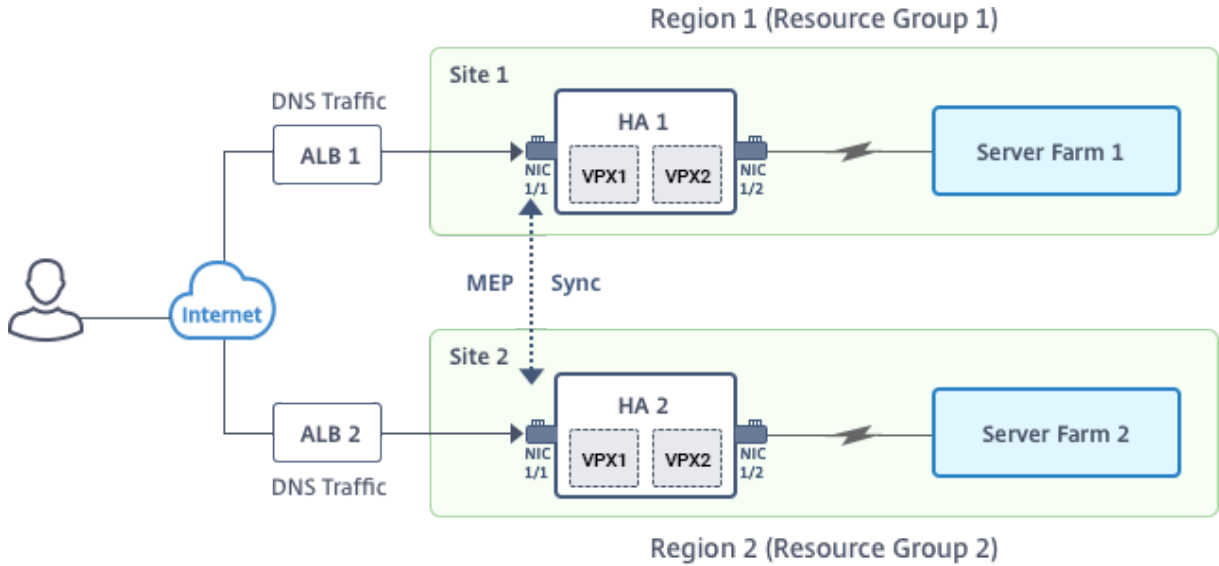 Region 1 (Resource Group 1)
Site 1
DNS Traffic
ALB 1
HA 1
VPX1
VPX2
NIC
1/1
NIC
1/2
Server Farm 1
MEP
Sync
Internet
Site 2
ALB 2
DNS Traffic
HA 2
VPX1
VPX2
NIC
1/1
NIC
1/2
Server Farm 2
Region 2 (Resource Group 2)